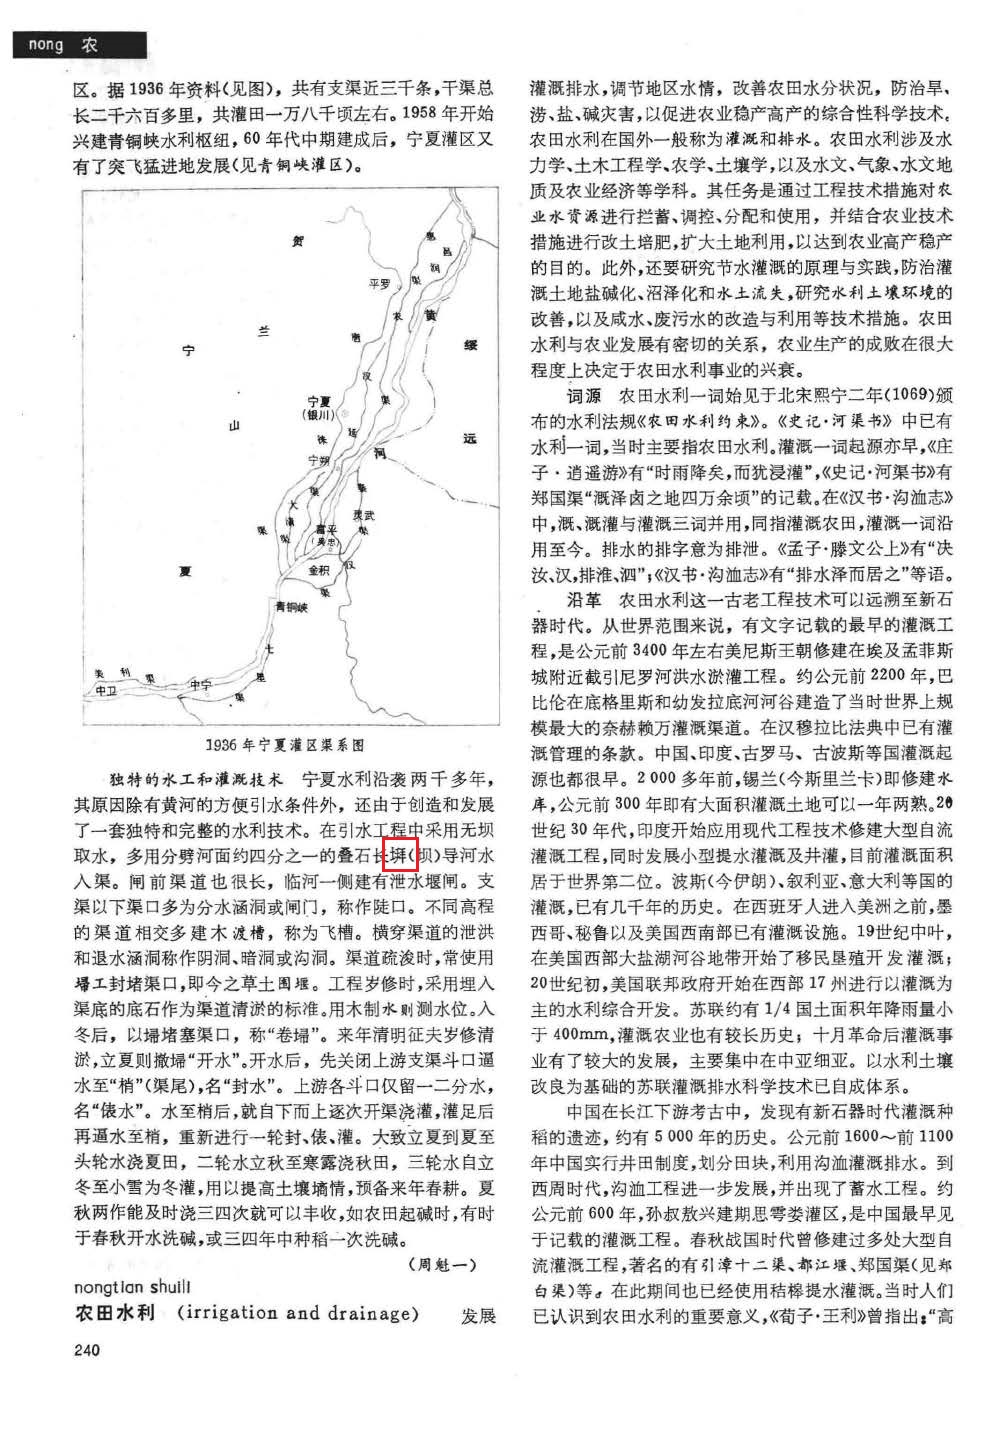 nong 农
区。据 1936 年资料(见图)，共有支渠近三千条，干渠总
长二千六百多里，共灌田一万八千顷左右。1958 年开始
兴建青铜峡水利枢纽，60 年代中期建成后，宁夏灌区又
有了突飞猛进地发展(见青铜峡灌区)。
贺
兰
山
宁
夏
绥
远
惠
昌
润
渠
平罗
农
黄
唐
汉
渠
宁夏
(银川)
徕
延
宁朔
河
渠
秦
大
清
渠
渠
灵武
渠
富平
(吴忠)
金积
汉
渠
青铜峡
七
里
渠
美利渠
中卫
中宁
1936 年宁夏灌区渠系图
独特的水工和灌溉技术 宁夏水利沿袭两千多年，
其原因除有黄河的方便引水条件外，还由于创造和发展
了一套独特和完整的水利技术。在引水工程中采用无坝
取水，多用分劈河面约四分之一的叠石长㙩(坝)导河水
入渠。闸前渠道也很长，临河一侧建有泄水堰闸。支
渠以下渠口多为分水涵洞或闸门，称作陡口。不同高程
的渠道相交多建木渡槽，称为飞槽。横穿渠道的泄洪
和退水涵洞称作阴洞、暗洞或沟洞。渠道疏浚时，常使用
埽工封堵渠口，即今之草土围堰。工程岁修时，采用埋入
渠底的底石作为渠道清淤的标准。用木制水则测水位。入
冬后，以埽堵塞渠口，称“卷埽”。来年清明征夫岁修清
淤，立夏则撤埽“开水”。开水后，先关闭上游支渠斗口逼
水至“梢”(渠尾)，名“封水”。上游各斗口仅留一二分水，
名“俵水”。水至梢后，就自下而上逐次开渠浇灌，灌足后
再逼水至梢，重新进行一轮封、俵、灌。大致立夏到夏至
头轮水浇夏田，二轮水立秋至寒露浇秋田，三轮水自立
冬至小雪为冬灌，用以提高土壤墒情，预备来年春耕。夏
秋两作能及时浇三四次就可以丰收，如农田起碱时，有时
于春秋开水洗碱，或三四年中种稻一次洗碱。
(周魁一)
nongtian shuili
农田水利 (irrigation and drainage) 发展
240
灌溉排水，调节地区水情，改善农田水分状况，防治旱、
涝、盐、碱灾害，以促进农业稳产高产的综合性科学技术。
农田水利在国外一般称为灌溉和排水。农田水利涉及水
力学、土木工程学、农学、土壤学，以及水文、气象、水文地
质及农业经济等学科。其任务是通过工程技术措施对农
业水资源进行拦蓄、调控、分配和使用，并结合农业技术
措施进行改土培肥，扩大土地利用，以达到农业高产稳产
的目的。此外，还要研究节水灌溉的原理与实践，防治灌
溉土地盐碱化、沼泽化和水土流失，研究水利土壤环境的
改善，以及咸水、废污水的改造与利用等技术措施。农田
水利与农业发展有密切的关系，农业生产的成败在很大
程度上决定于农田水利事业的兴衰。
词源 农田水利一词始见于北宋熙宁二年(1069)颁
布的水利法规《农田水利约束》。《史记·河渠书》中已有
水利一词，当时主要指农田水利。灌溉一词起源亦早，《庄
子·逍遥游》有“时雨降矣，而犹浸灌”，《史记·河渠书》有
郑国渠“溉泽卤之地四万余顷”的记载。在《汉书·沟洫志》
中，溉、溉灌与灌溉三词并用，同指灌溉农田，灌溉一词沿
用至今。排水的排字意为排泄。《孟子·滕文公上》有“决
汝、汉，排淮、泗”；《汉书·沟洫志》有“排水泽而居之”等语。
沿革 农田水利这一古老工程技术可以远溯至新石
器时代。从世界范围来说，有文字记载的最早的灌溉工
程，是公元前 3400 年左右美尼斯王朝修建在埃及孟菲斯
城附近截引尼罗河洪水淤灌工程。约公元前 2200 年，巴
比伦在底格里斯和幼发拉底河河谷建造了当时世界上规
模最大的奈赫赖万灌溉渠道。在汉穆拉比法典中已有灌
溉管理的条款。中国、印度、古罗马、古波斯等国灌溉起
源也都很早。2 000 多年前，锡兰(今斯里兰卡)即修建水
库，公元前 300 年即有大面积灌溉土地可以一年两熟。20
世纪 30 年代，印度开始应用现代工程技术修建大型自流
灌溉工程，同时发展小型提水灌溉及井灌，目前灌溉面积
居于世界第二位。波斯(今伊朗)、叙利亚、意大利等国的
灌溉，已有几千年的历史。在西班牙人进入美洲之前，墨
西哥、秘鲁以及美国西南部已有灌溉设施。19世纪中叶，
在美国西部大盐湖河谷地带开始了移民垦殖开发灌溉；
20世纪初，美国联邦政府开始在西部 17 州进行以灌溉为
主的水利综合开发。苏联约有 1/4 国土面积年降雨量小
于 400mm，灌溉农业也有较长历史；十月革命后灌溉事
业有了较大的发展，主要集中在中亚细亚。以水利土壤
改良为基础的苏联灌溉排水科学技术已自成体系。
中国在长江下游考古中，发现有新石器时代灌溉种
稻的遗迹，约有 5 000 年的历史。公元前 1600～前 1100
年中国实行井田制度，划分田块，利用沟洫灌溉排水。到
西周时代，沟洫工程进一步发展，并出现了蓄水工程。约
公元前 600 年，孙叔敖兴建期思雩娄灌区，是中国最早见
于记载的灌溉工程。春秋战国时代曾修建过多处大型自
流灌溉工程，著名的有引漳十二渠、都江堰、郑国渠(见郑
白渠)等。在此期间也已经使用桔槔提水灌溉。当时人们
已认识到农田水利的重要意义，《荀子·王利》曾指出：“高